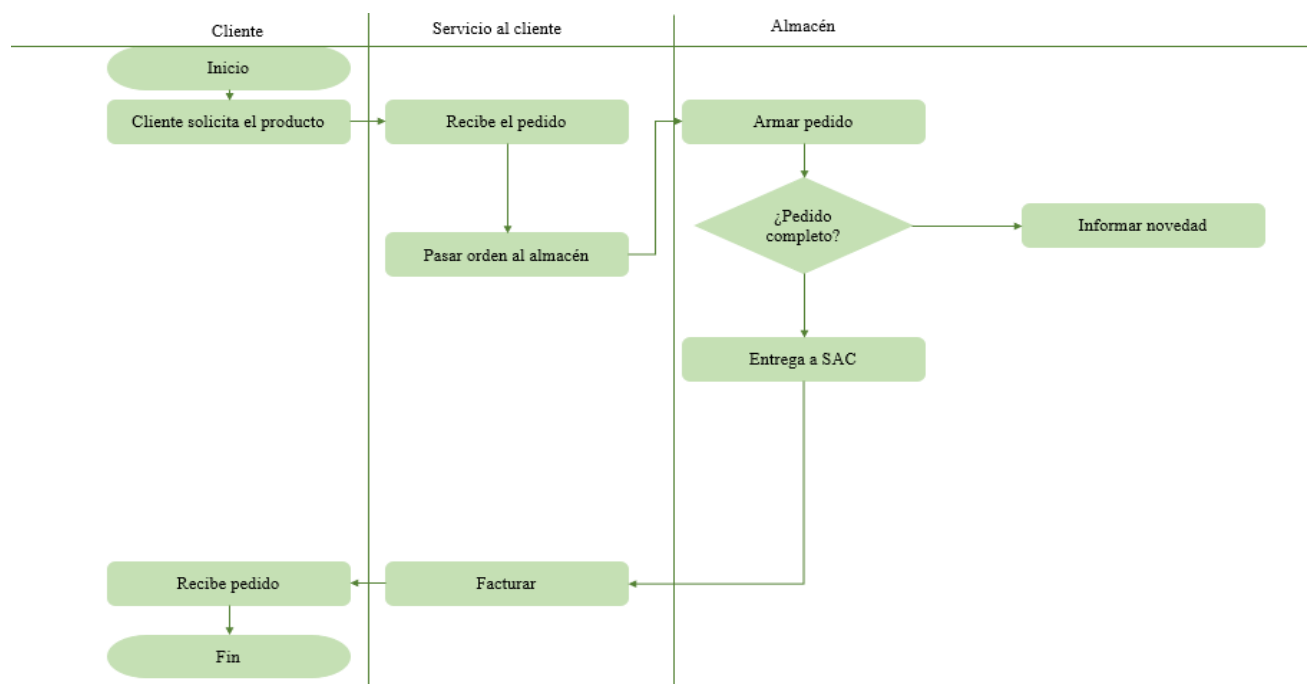 Cliente
Servicio al cliente
Almacén
Inicio
Cliente solicita el producto
Recibe el pedido
Armar pedido
¿Pedido
completo?
Informar novedad
Pasar orden al almacén
Entrega a SAC
Recibe pedido
Facturar
Fin